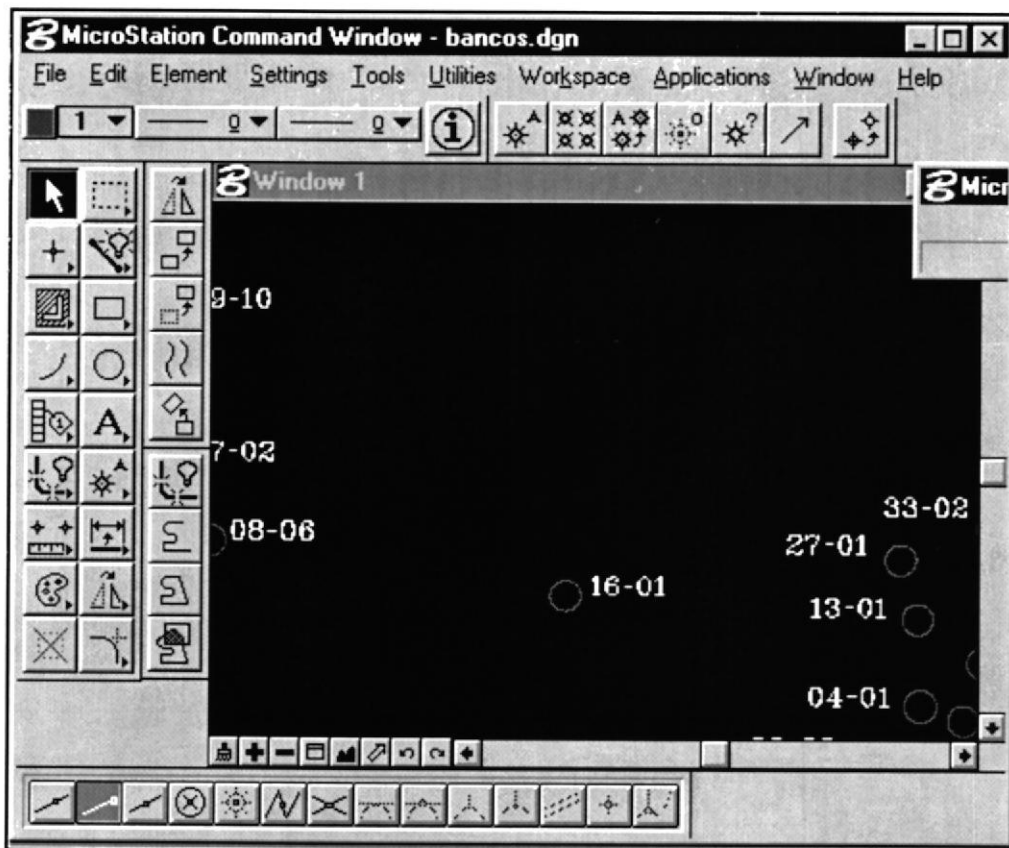 MicroStation Command Window - bancos.dgn
File Edit Element Settings Tools Utilities Workspace Applications Window Help
1 0 0
Window 1
Micr
9-10
7-02
08-06
33-02
27-01
16-01
13-01
04-01